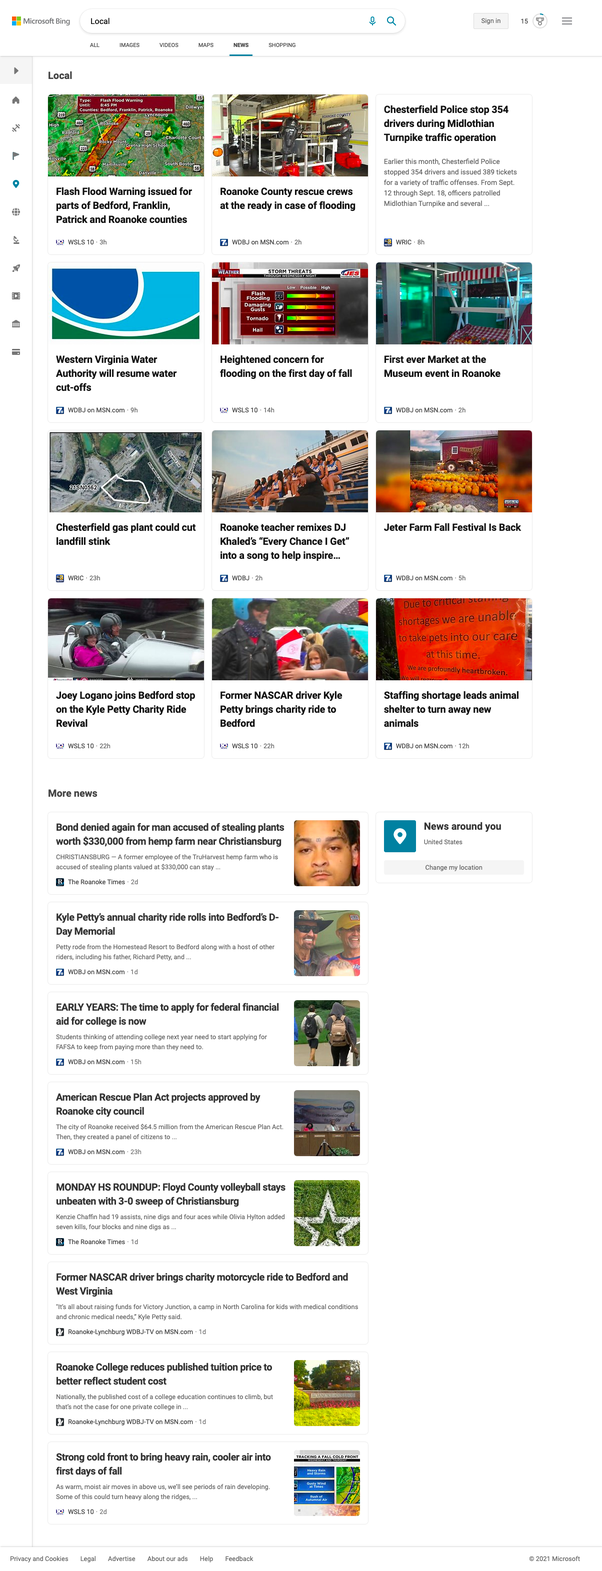 Microsoft Bing
Local
Sign in
15
ALL
IMAGES
VIDEOS
MAPS
NEWS
SHOPPING
Local
Type: Flash Flood Warning
Until: 8:45 PM
Counties: Bedford, Franklin, Patrick, Roanoke
Flash Flood Warning issued for
parts of Bedford, Franklin,
Patrick and Roanoke counties
WSLS 10 · 3h
Roanoke County rescue crews
at the ready in case of flooding
WDBJ on MSN.com · 2h
Chesterfield Police stop 354
drivers during Midlothian
Turnpike traffic operation
Earlier this month, Chesterfield Police
stopped 354 drivers and issued 389 tickets
for a variety of traffic offenses. From Sept.
12 through Sept. 18, officers patrolled
Midlothian Turnpike and several ...
WRIC · 8h
Western Virginia Water
Authority will resume water
cut-offs
WDBJ on MSN.com · 9h
WEATHER
STORM THREATS
Low Possible High
Flash
Flooding
Damaging
Gusts
Tornado
Hail
Heightened concern for
flooding on the first day of fall
WSLS 10 · 14h
First ever Market at the
Museum event in Roanoke
WDBJ on MSN.com · 2h
Chesterfield gas plant could cut
landfill stink
WRIC · 23h
Roanoke teacher remixes DJ
Khaled's “Every Chance I Get”
into a song to help inspire...
WDBJ · 2h
Jeter Farm Fall Festival Is Back
WDBJ on MSN.com · 5h
Joey Logano joins Bedford stop
on the Kyle Petty Charity Ride
Revival
WSLS 10 · 22h
Former NASCAR driver Kyle
Petty brings charity ride to
Bedford
WSLS 10 · 22h
Due to critical staffing
shortages we are unable
to take pets into our care
at this time.
We are profoundly heartbroken.
Staffing shortage leads animal
shelter to turn away new
animals
WDBJ on MSN.com · 12h
More news
Bond denied again for man accused of stealing plants
worth $330,000 from hemp farm near Christiansburg
CHRISTIANSBURG — A former employee of the TruHarvest hemp farm who is
accused of stealing plants valued at $330,000 can stay ...
The Roanoke Times · 2d
News around you
United States
Change my location
Kyle Petty's annual charity ride rolls into Bedford's D-
Day Memorial
Petty rode from the Homestead Resort to Bedford along with a host of other
riders, including his father, Richard Petty, and ...
WDBJ on MSN.com · 1d
EARLY YEARS: The time to apply for federal financial
aid for college is now
Students thinking of attending college next year need to start applying for
FAFSA to keep from paying more than they need to.
WDBJ on MSN.com · 15h
American Rescue Plan Act projects approved by
Roanoke city council
The city of Roanoke received $64.5 million from the American Rescue Plan Act.
Then, they created a panel of citizens to ...
WDBJ on MSN.com · 23h
MONDAY HS ROUNDUP: Floyd County volleyball stays
unbeaten with 3-0 sweep of Christiansburg
Kenzie Chaffin had 19 assists, nine digs and four aces while Olivia Hylton added
seven kills, four blocks and nine digs as ...
The Roanoke Times · 1d
Former NASCAR driver brings charity motorcycle ride to Bedford and
West Virginia
“It's all about raising funds for Victory Junction, a camp in North Carolina for kids with medical conditions
and chronic medical needs,” Kyle Petty said.
Roanoke-Lynchburg WDBJ-TV on MSN.com · 1d
Roanoke College reduces published tuition price to
better reflect student cost
Nationally, the published cost of a college education continues to climb, but
that's not the case for one private college in ...
Roanoke-Lynchburg WDBJ-TV on MSN.com · 1d
Strong cold front to bring heavy rain, cooler air into
first days of fall
As warm, moist air moves in above us, we'll see periods of rain developing.
Some of this could turn heavy along the ridges,...
WSLS 10 · 2d
TRACKING A FALL COLD FRONT
Privacy and Cookies
Legal
Advertise
About our ads
Help
Feedback
© 2021 Microsoft